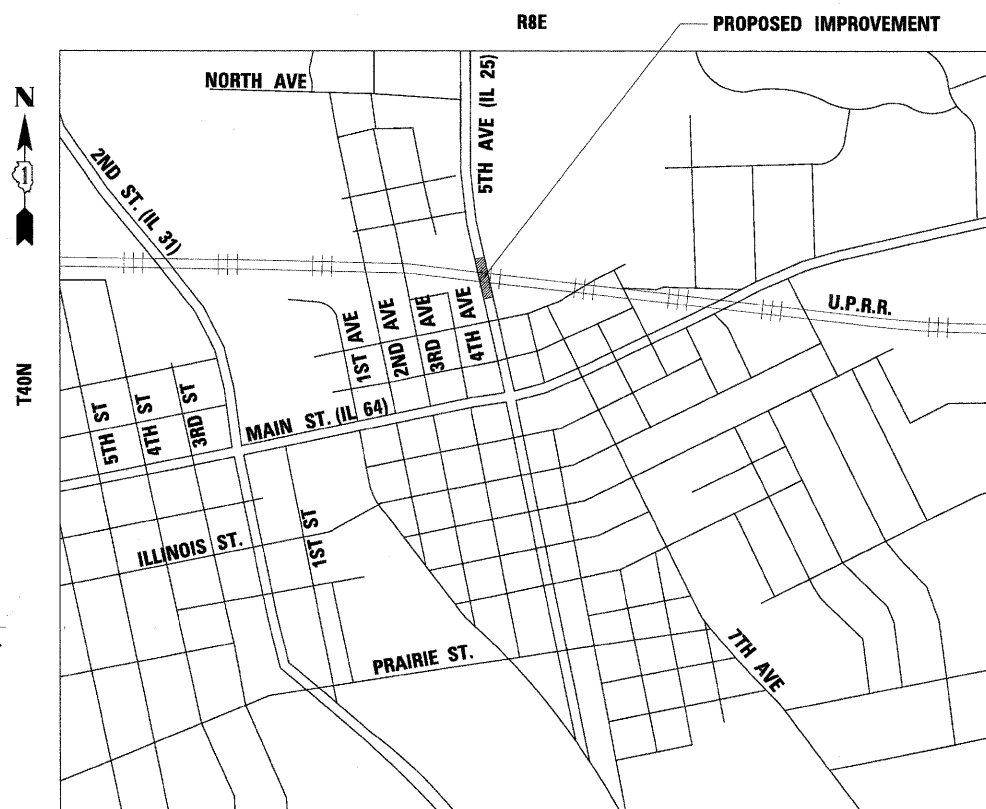 R8E
PROPOSED IMPROVEMENT
N
1
NORTH AVE
5TH AVE (IL 25)
2ND ST. (IL 31)
U.P.R.R.
1ST AVE
2ND AVE
3RD AVE
4TH AVE
T40N
5TH ST
4TH ST
3RD ST
MAIN ST. (IL 64)
ILLINOIS ST.
1ST ST
PRAIRIE ST.
7TH AVE